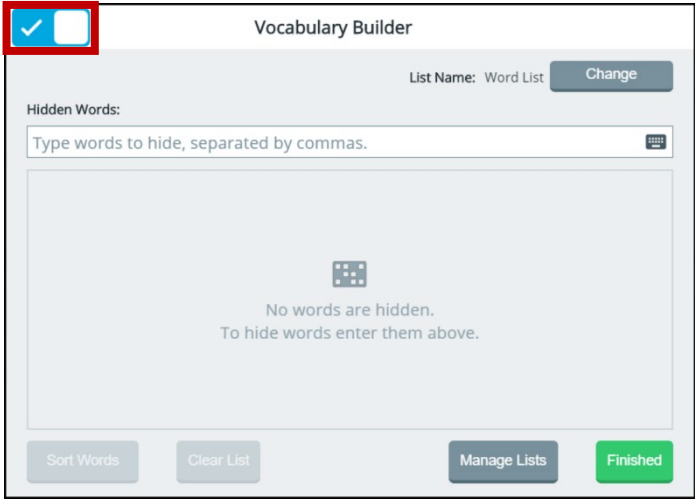 Vocabulary Builder
List Name: Word List Change
Hidden Words:
Type words to hide, separated by commas.
No words are hidden.
To hide words enter them above.
Sort Words Clear List Manage Lists Finished